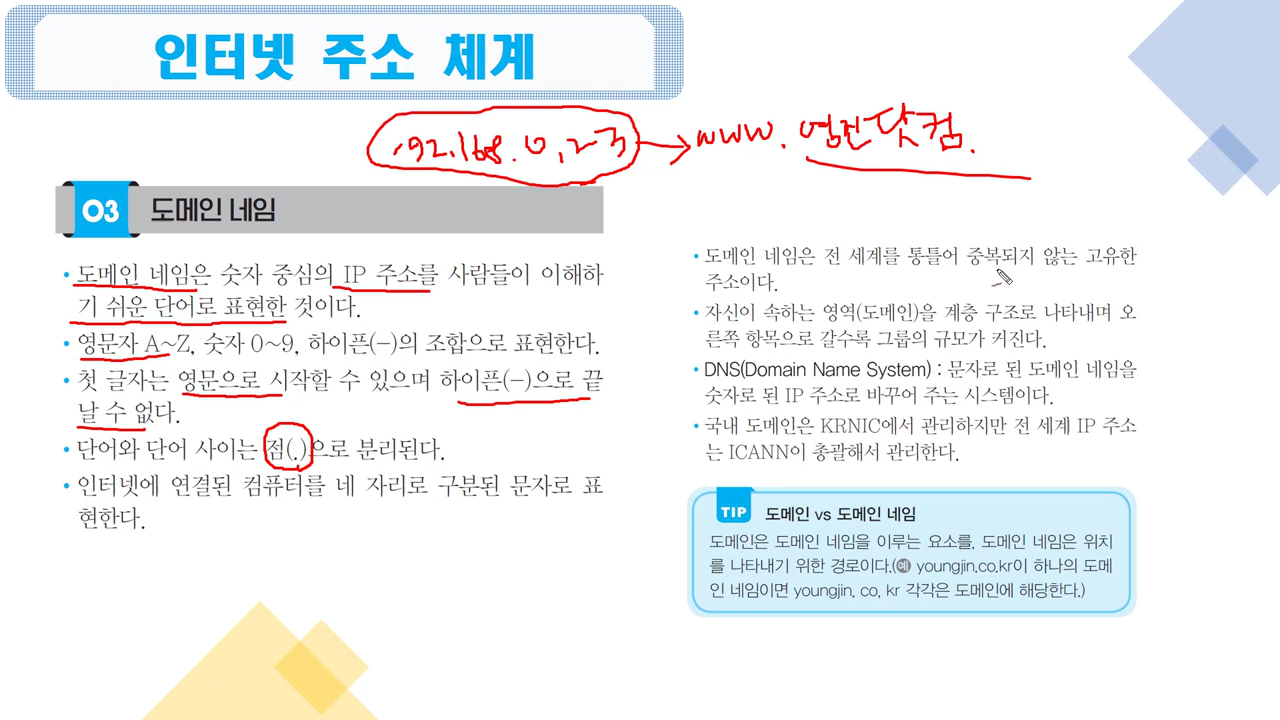 인터넷 주소 체계
192.168.0.23 → www.영진닷컴.
03 도메인 네임
• 도메인 네임은 숫자 중심의 IP 주소를 사람들이 이해하
기 쉬운 단어로 표현한 것이다.
• 영문자 A~Z, 숫자 0~9, 하이픈(-)의 조합으로 표현한다.
• 첫 글자는 영문으로 시작할 수 있으며 하이픈(-)으로 끝
날 수 없다.
• 단어와 단어 사이는 점(.)으로 분리된다.
• 인터넷에 연결된 컴퓨터를 네 자리로 구분된 문자로 표
현한다.
• 도메인 네임은 전 세계를 통틀어 중복되지 않는 고유한
주소이다.
• 자신이 속하는 영역(도메인)을 계층 구조로 나타내며 오
른쪽 항목으로 갈수록 그룹의 규모가 커진다.
• DNS(Domain Name System) : 문자로 된 도메인 네임을
숫자로 된 IP 주소로 바꾸어 주는 시스템이다.
• 국내 도메인은 KRNIC에서 관리하지만 전 세계 IP 주소
는 ICANN이 총괄해서 관리한다.
TIP 도메인 vs 도메인 네임
도메인은 도메인 네임을 이루는 요소를, 도메인 네임은 위치
를 나타내기 위한 경로이다.(예 youngjin.co.kr이 하나의 도메
인 네임이면 youngjin, co, kr 각각은 도메인에 해당한다.)